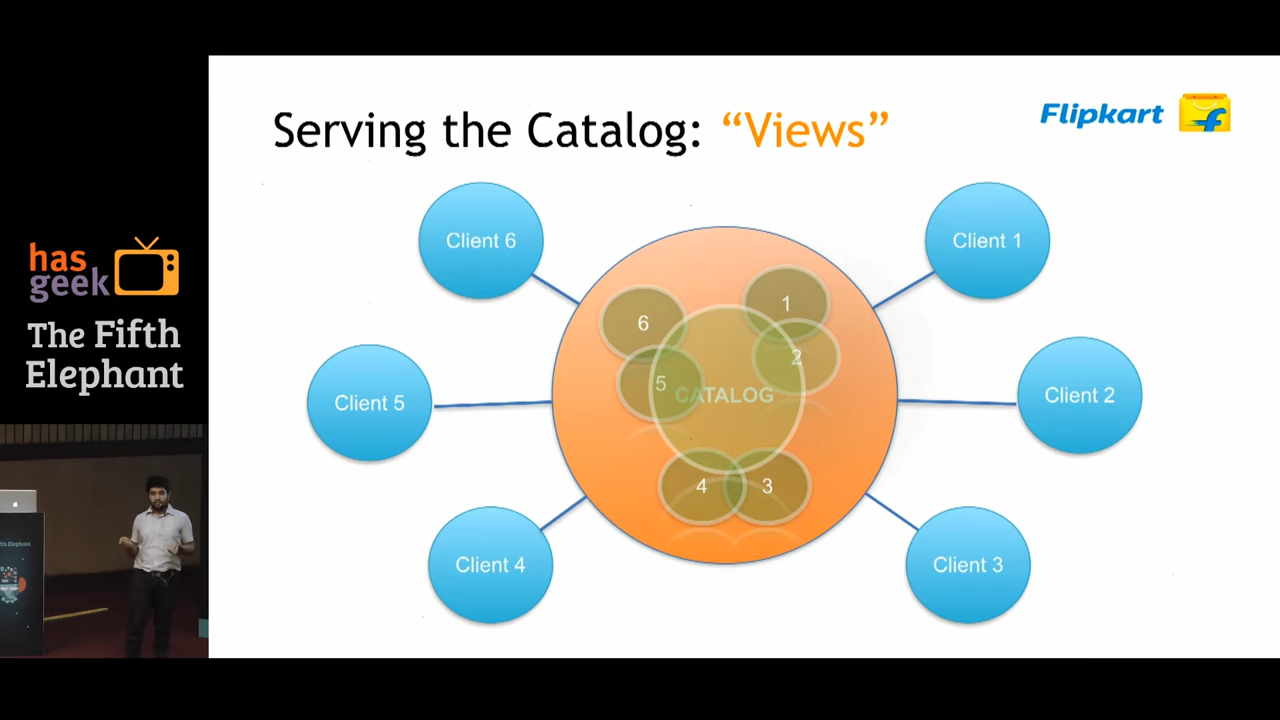 Serving the Catalog: “Views”
Flipkart
has
geek
The Fifth
Elephant
Client 6
Client 1
6
1
2
5
CATALOG
Client 5
Client 2
4
3
Client 4
Client 3